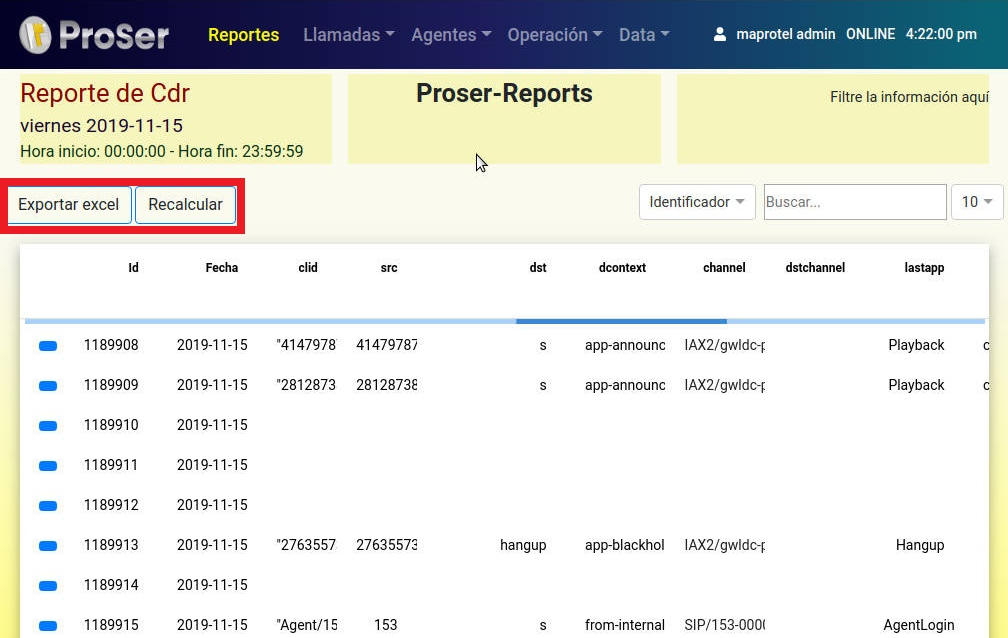 ProSer Reportes Llamadas Agentes Operación Data maprotel admin ONLINE 4:22:00 pm
Reporte de Cdr
viernes 2019-11-15
Hora inicio: 00:00:00 - Hora fin: 23:59:59
Proser-Reports
Filtre la información aquí
Exportar excel Recalcular Identificador Buscar... 10
Id Fecha clid src dst dcontext channel dstchannel lastapp
1189908 2019-11-15 "4147978 41479787 s app-announc IAX2/gwldc-p Playback c
1189909 2019-11-15 "2812873 28128738 s app-announc IAX2/gwldc-p Playback c
1189910 2019-11-15
1189911 2019-11-15
1189912 2019-11-15
1189913 2019-11-15 "2763557 27635573 hangup app-blackhol IAX2/gwldc-p Hangup
1189914 2019-11-15
1189915 2019-11-15 "Agent/15 153 s from-internal SIP/153-0000 AgentLogin